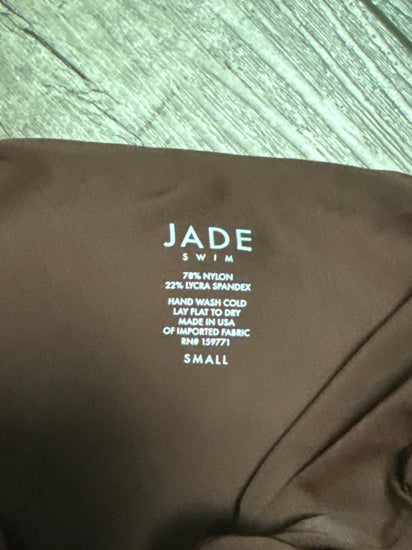 JADE
SWIM
78% NYLON
22% LYCRA SPANDEX
HAND WASH COLD
LAY FLAT TO DRY
MADE IN USA
OF IMPORTED FABRIC
RN# 159771
SMALL